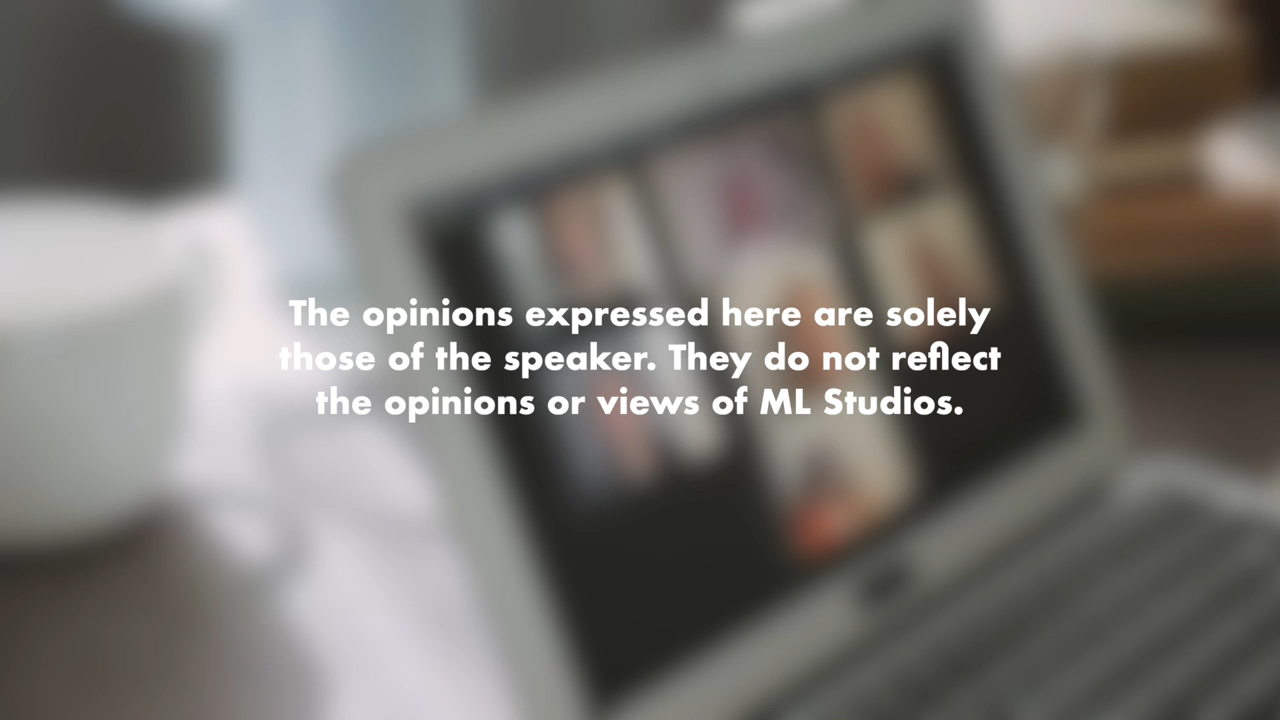 The opinions expressed here are solely
those of the speaker. They do not reflect
the opinions or views of ML Studios.